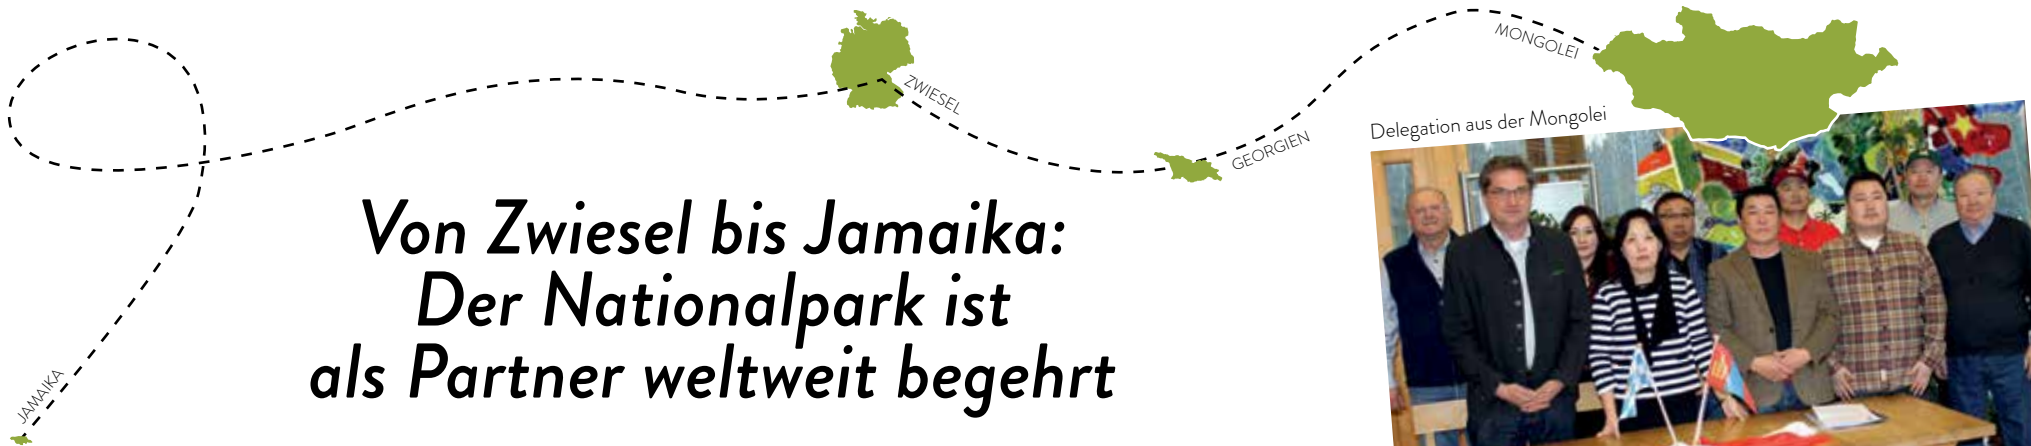 MONGOLEI
ZWIESEL
Delegation aus der Mongolei
GEORGIEN
Von Zwiesel bis Jamaika:
Der Nationalpark ist
als Partner weltweit begehrt
JAMAIKA